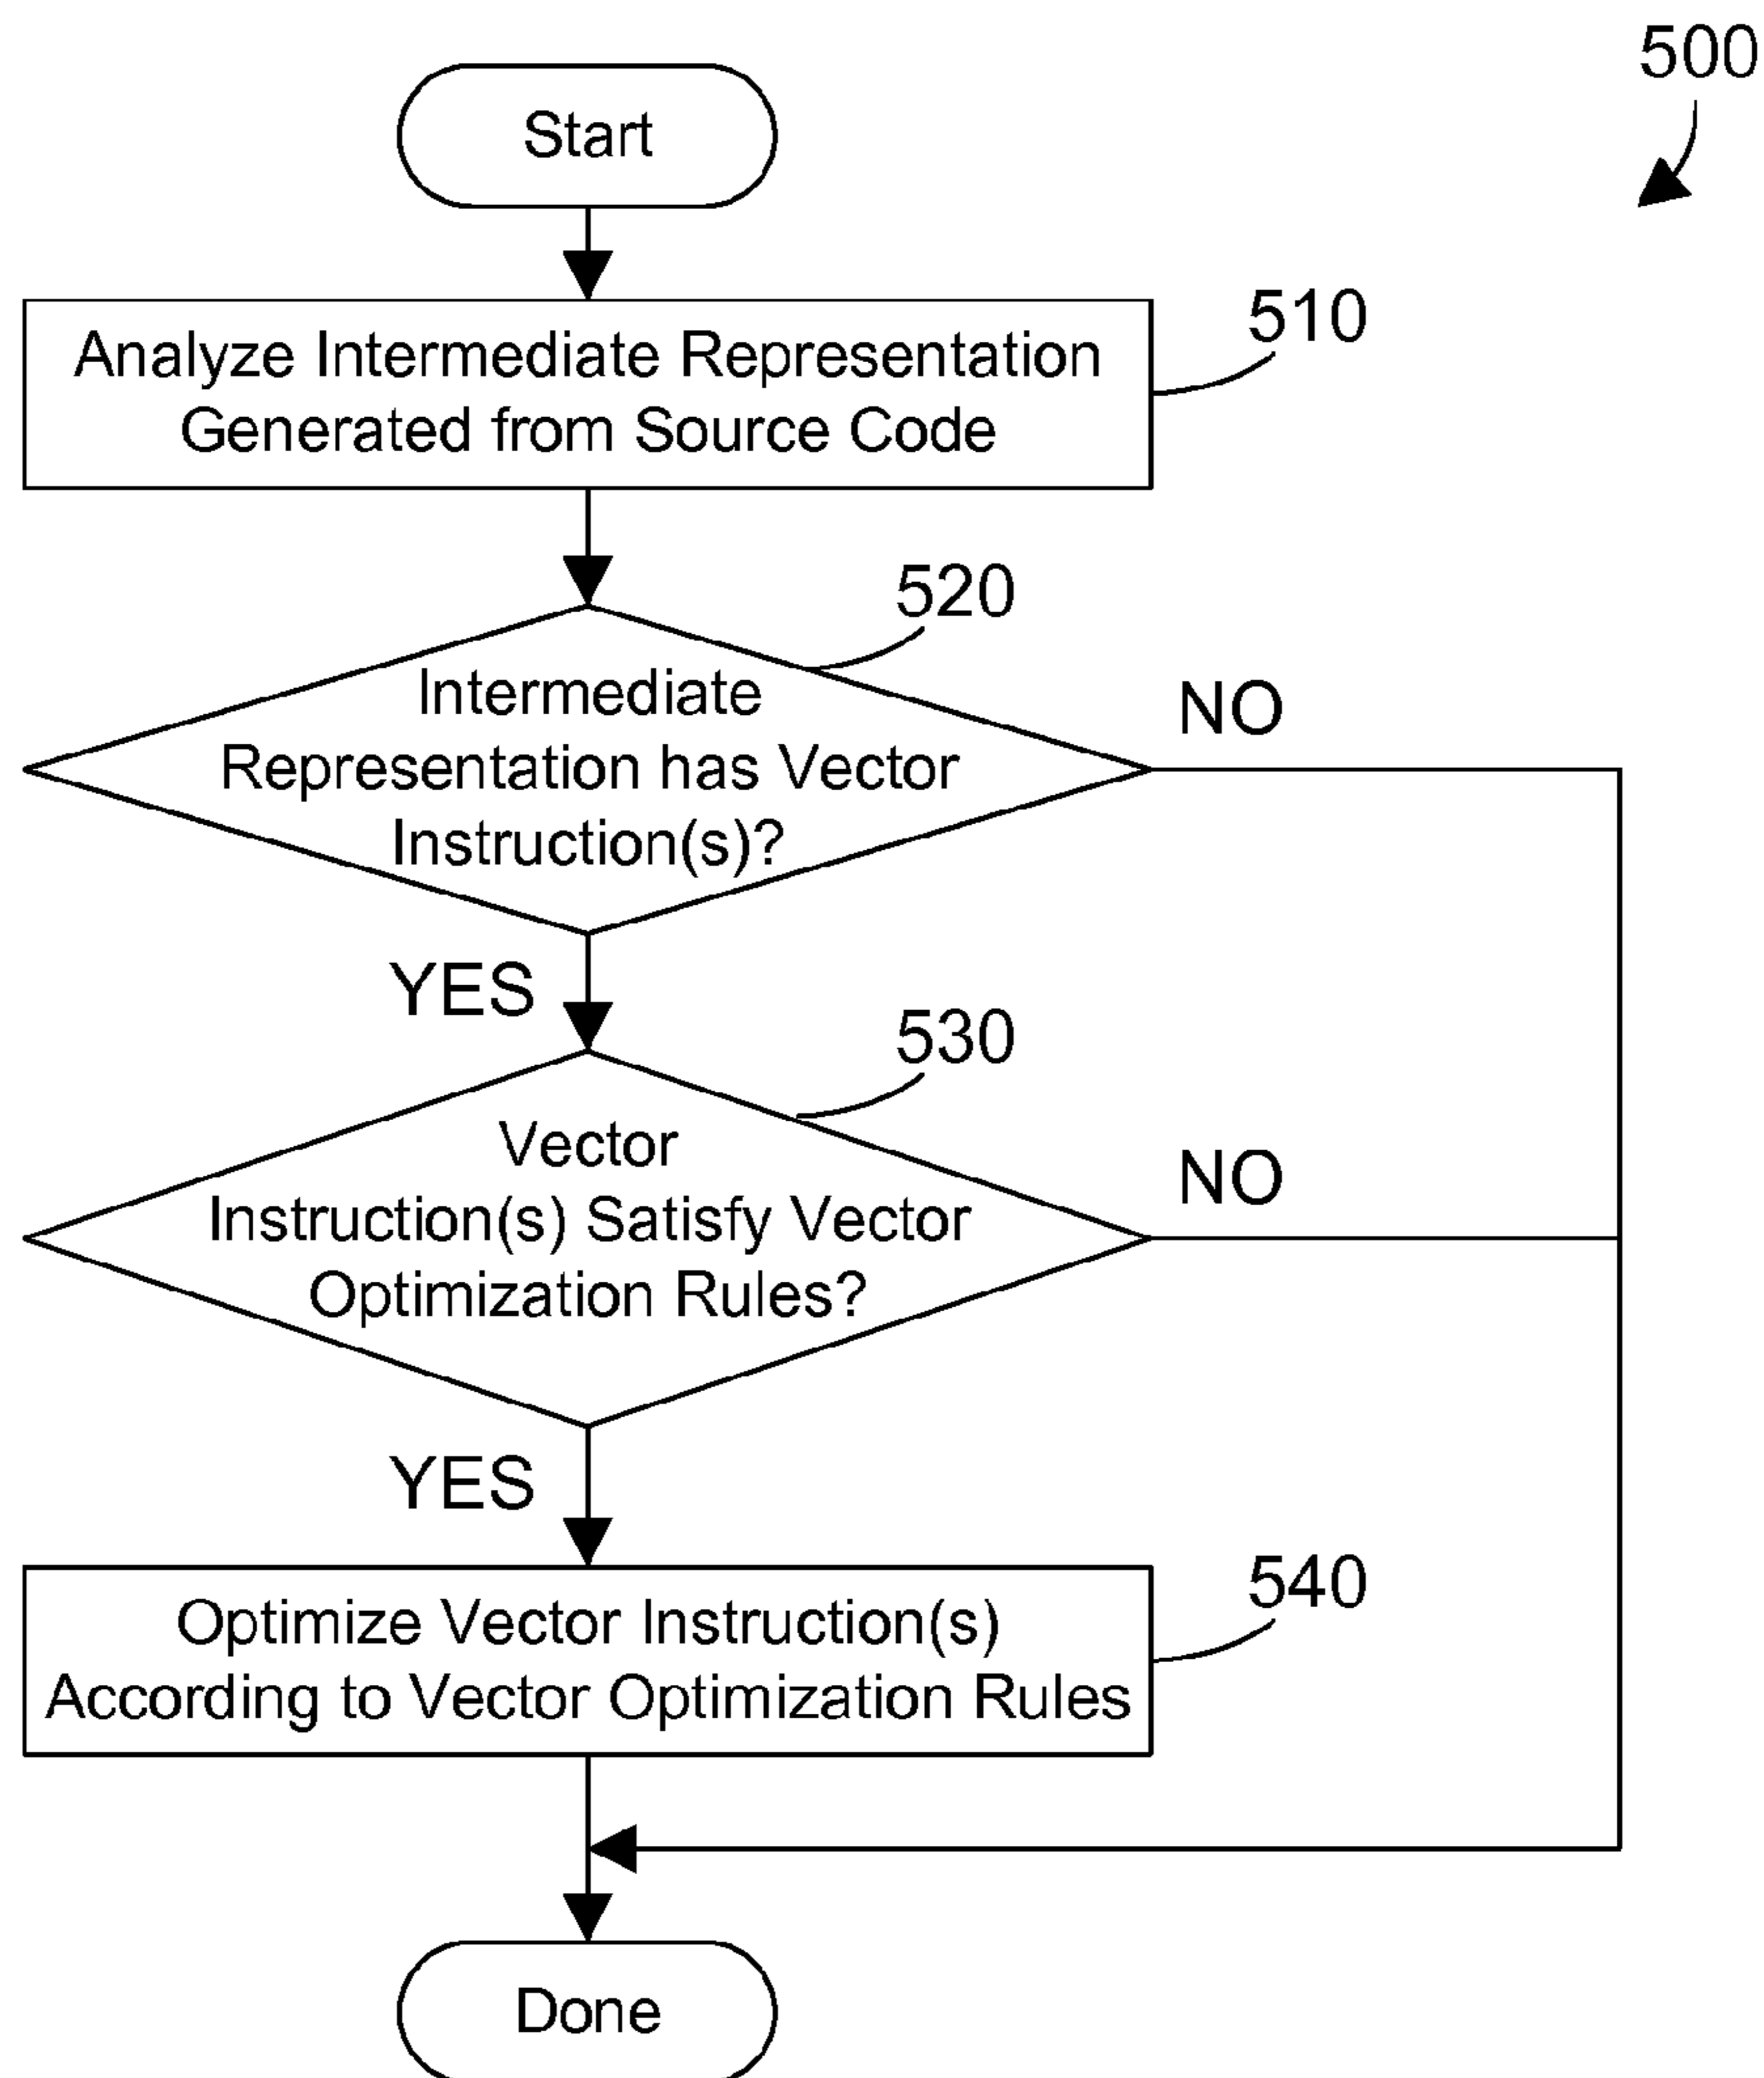 500
Start
510
Analyze Intermediate Representation
Generated from Source Code
520
Intermediate
Representation has Vector
Instruction(s)?
NO
YES
530
Vector
Instruction(s) Satisfy Vector
Optimization Rules?
NO
YES
540
Optimize Vector Instruction(s)
According to Vector Optimization Rules
Done